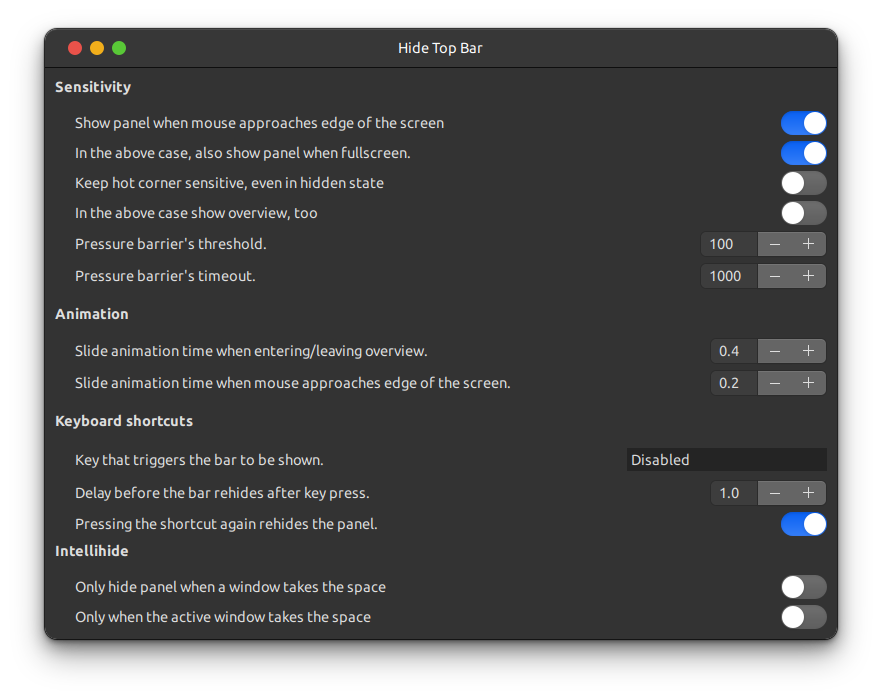 Hide Top Bar
Sensitivity
Show panel when mouse approaches edge of the screen
In the above case, also show panel when fullscreen.
Keep hot corner sensitive, even in hidden state
In the above case show overview, too
Pressure barrier's threshold. 100 − +
Pressure barrier's timeout. 1000 − +
Animation
Slide animation time when entering/leaving overview. 0.4 − +
Slide animation time when mouse approaches edge of the screen. 0.2 − +
Keyboard shortcuts
Key that triggers the bar to be shown. Disabled
Delay before the bar rehides after key press. 1.0 − +
Pressing the shortcut again rehides the panel.
Intellihide
Only hide panel when a window takes the space
Only when the active window takes the space